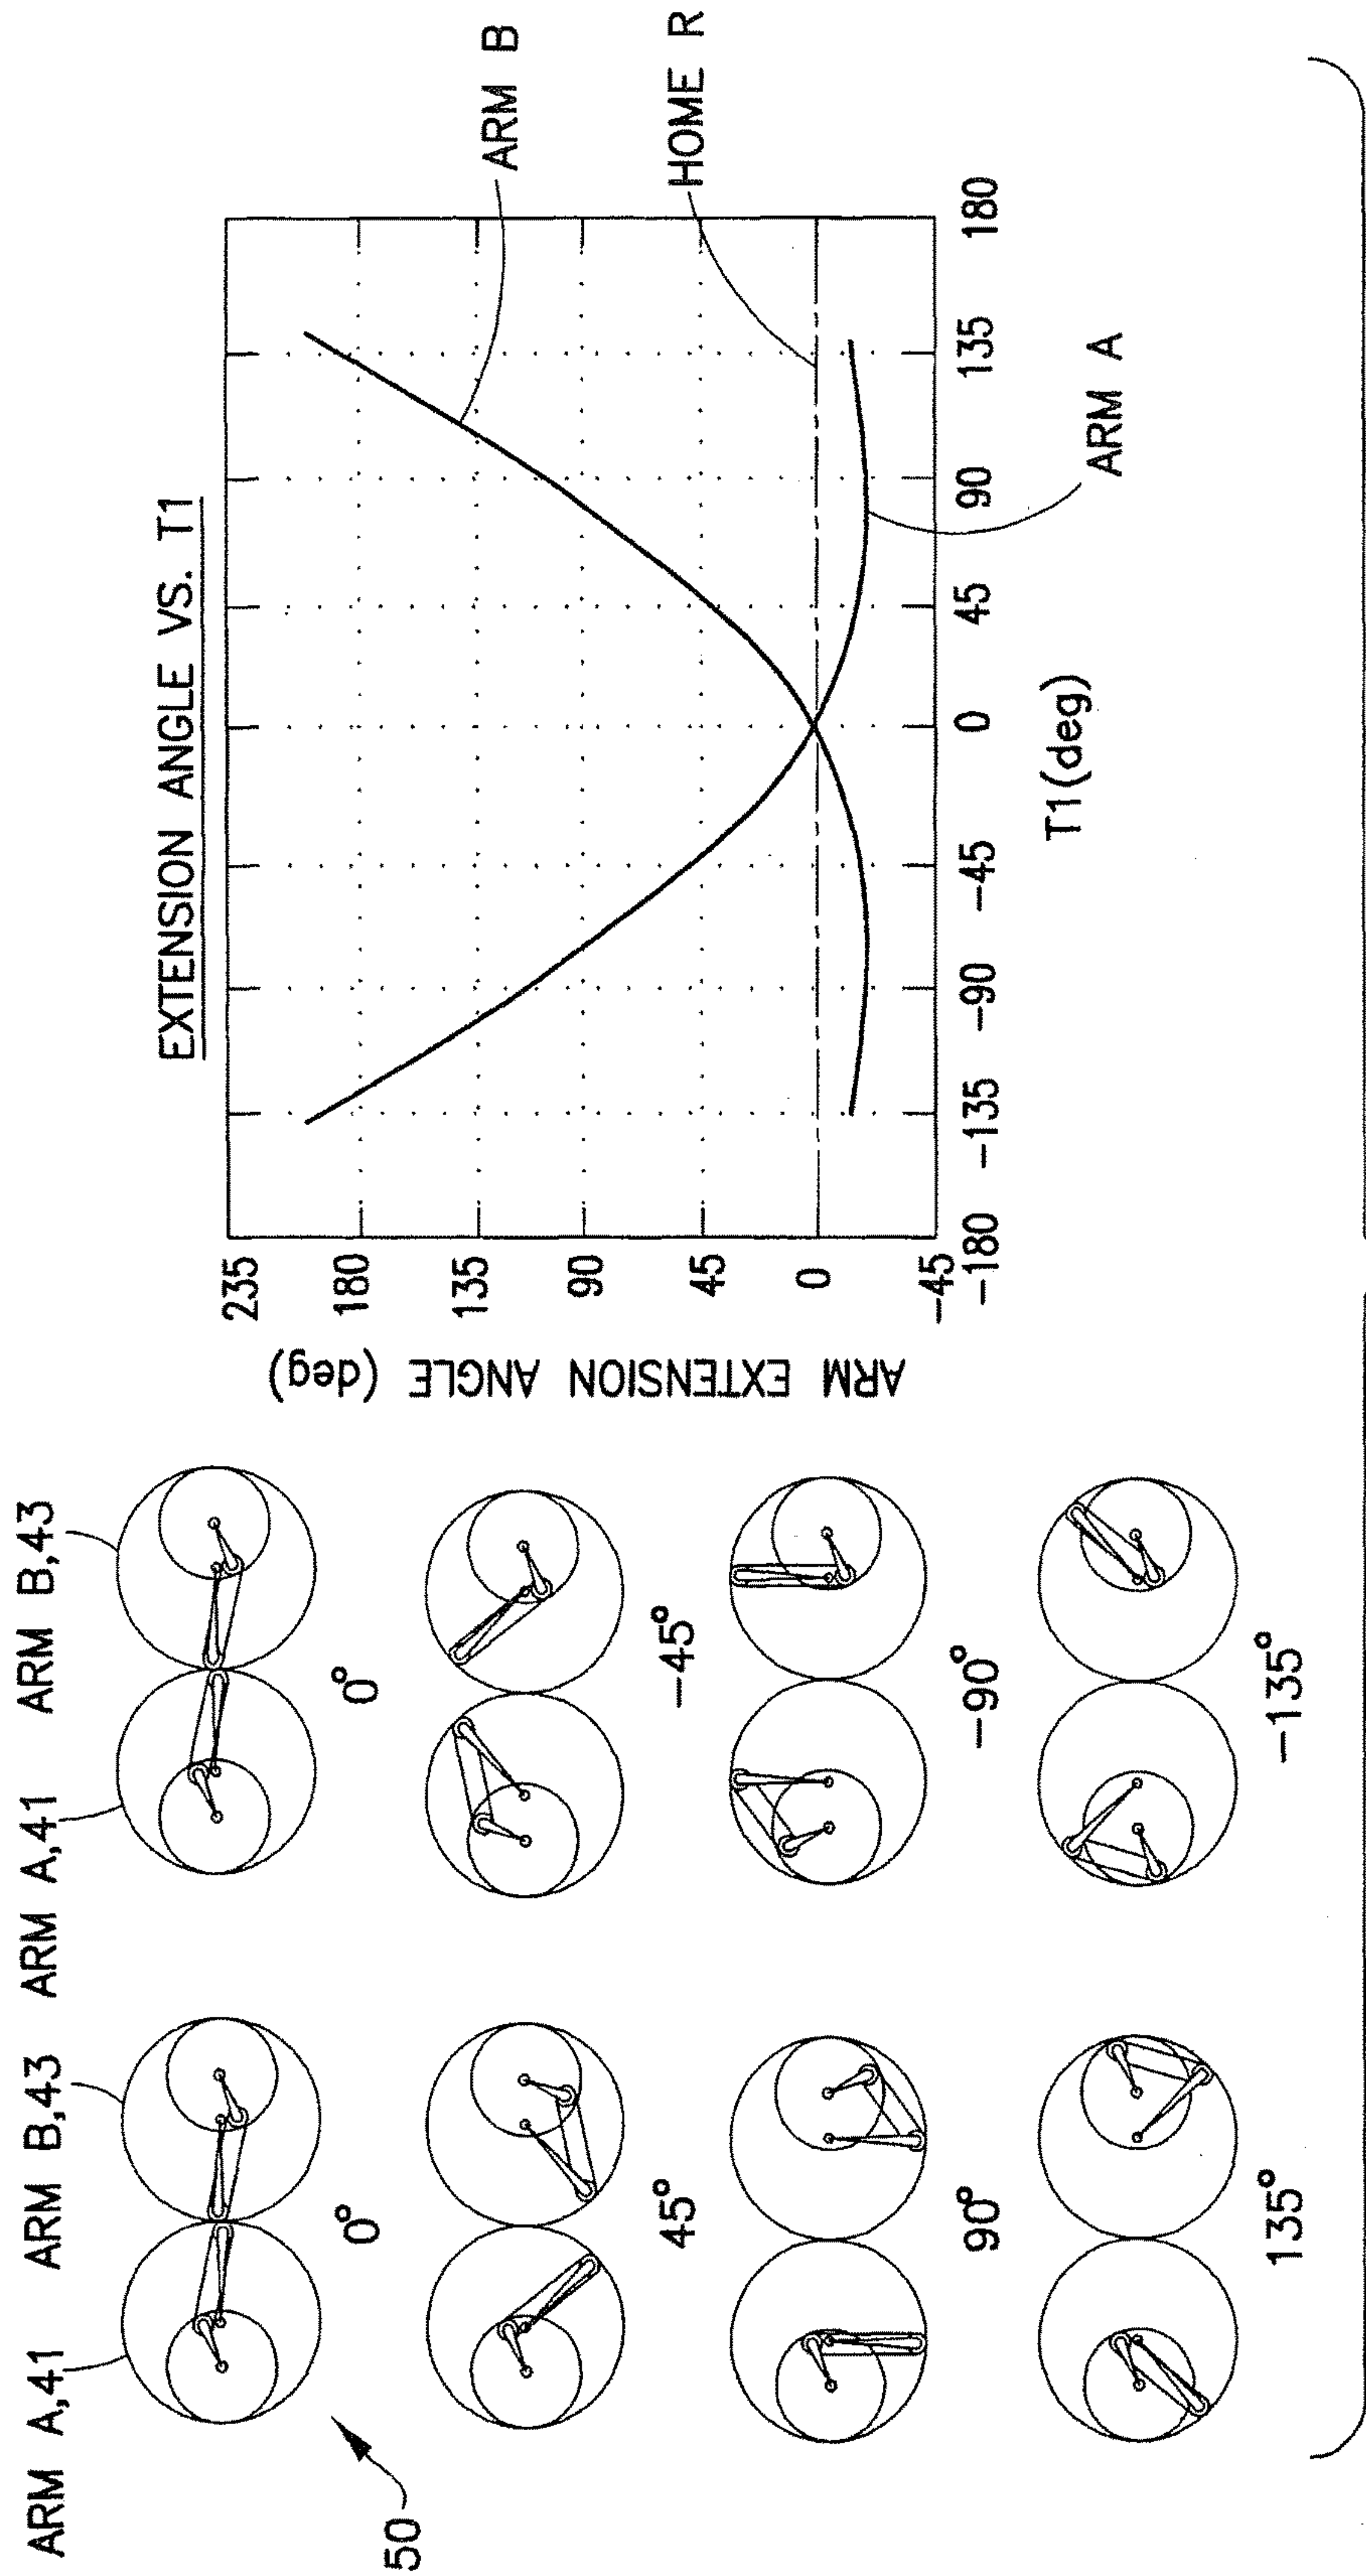 ARM A,41 ARM B,43 ARM A,41 ARM B,43
50
0° 0°
45° -45°
90° -90°
135° -135°
EXTENSION ANGLE VS. T1
ARM EXTENSION ANGLE (deg)
235
180
135
90
45
0
-45
-180 -135 -90 -45 0 45 90 135 180
T1(deg)
ARM B
HOME R
ARM A